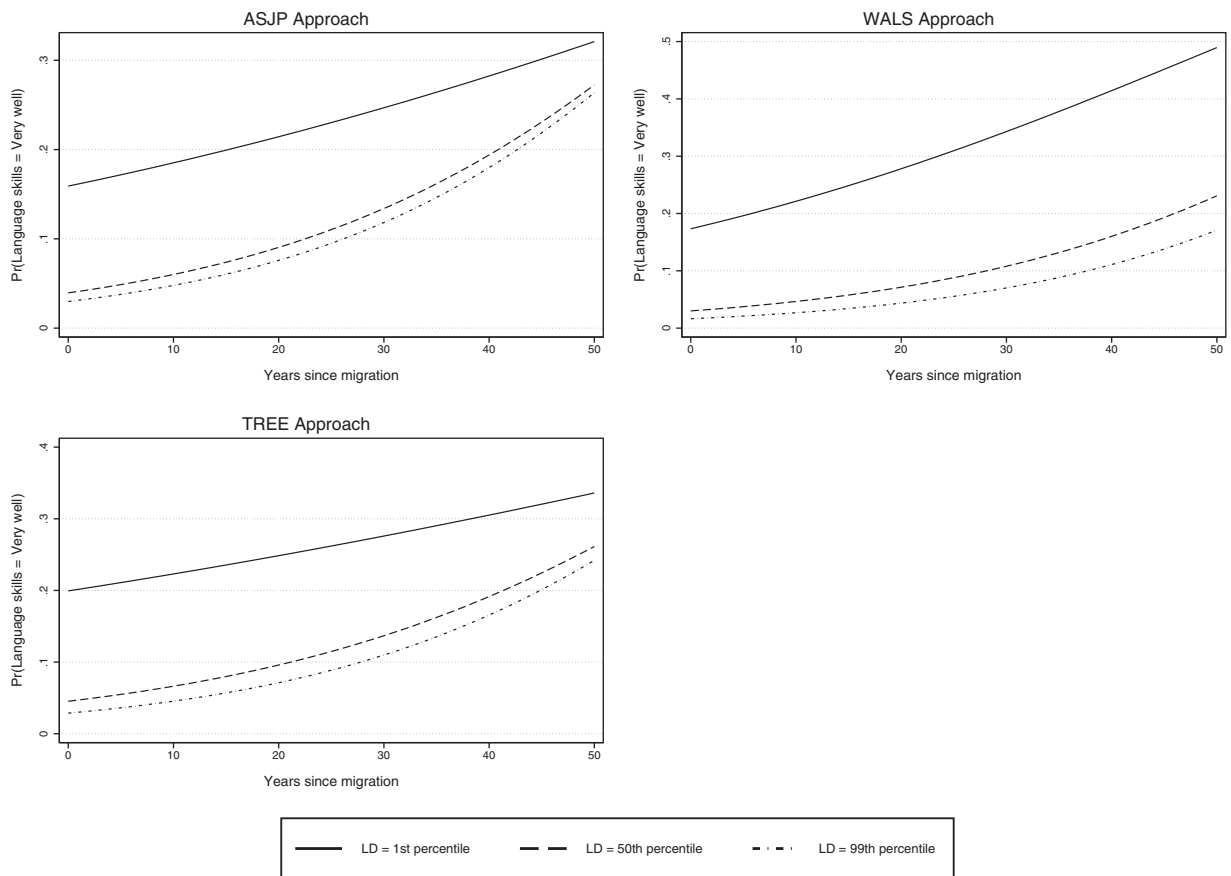 ASJP Approach
Pr(Language skills = Very well)
.3
.2
.1
0
0 10 20 30 40 50
Years since migration
WALS Approach
Pr(Language skills = Very well)
.5
.4
.3
.2
.1
0
0 10 20 30 40 50
Years since migration
TREE Approach
Pr(Language skills = Very well)
.4
.3
.2
.1
0
0 10 20 30 40 50
Years since migration
LD = 1st percentile LD = 50th percentile LD = 99th percentile